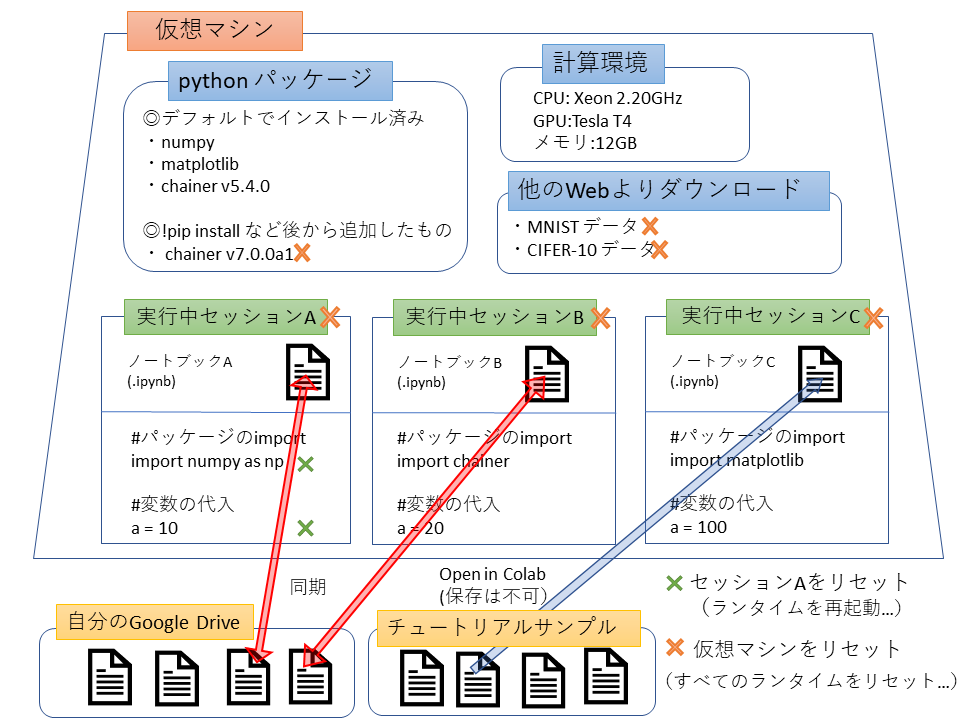 仮想マシン
python パッケージ
◎デフォルトでインストール済み
・numpy
・matplotlib
・chainer v5.4.0
◎!pip install など後から追加したもの
・ chainer v7.0.0a1
計算環境
CPU: Xeon 2.20GHz
GPU:Tesla T4
メモリ:12GB
他のWebよりダウンロード
・MNIST データ
・CIFER-10 データ
実行中セッションA
ノートブックA
(.ipynb)
#パッケージのimport
import numpy as np
#変数の代入
a = 10
実行中セッションB
ノートブックB
(.ipynb)
#パッケージのimport
import chainer
#変数の代入
a = 20
実行中セッションC
ノートブックC
(.ipynb)
#パッケージのimport
import matplotlib
#変数の代入
a = 100
同期
Open in Colab
(保存は不可)
自分のGoogle Drive
チュートリアルサンプル
セッションAをリセット
（ランタイムを再起動...）
仮想マシンをリセット
（すべてのランタイムをリセット...）